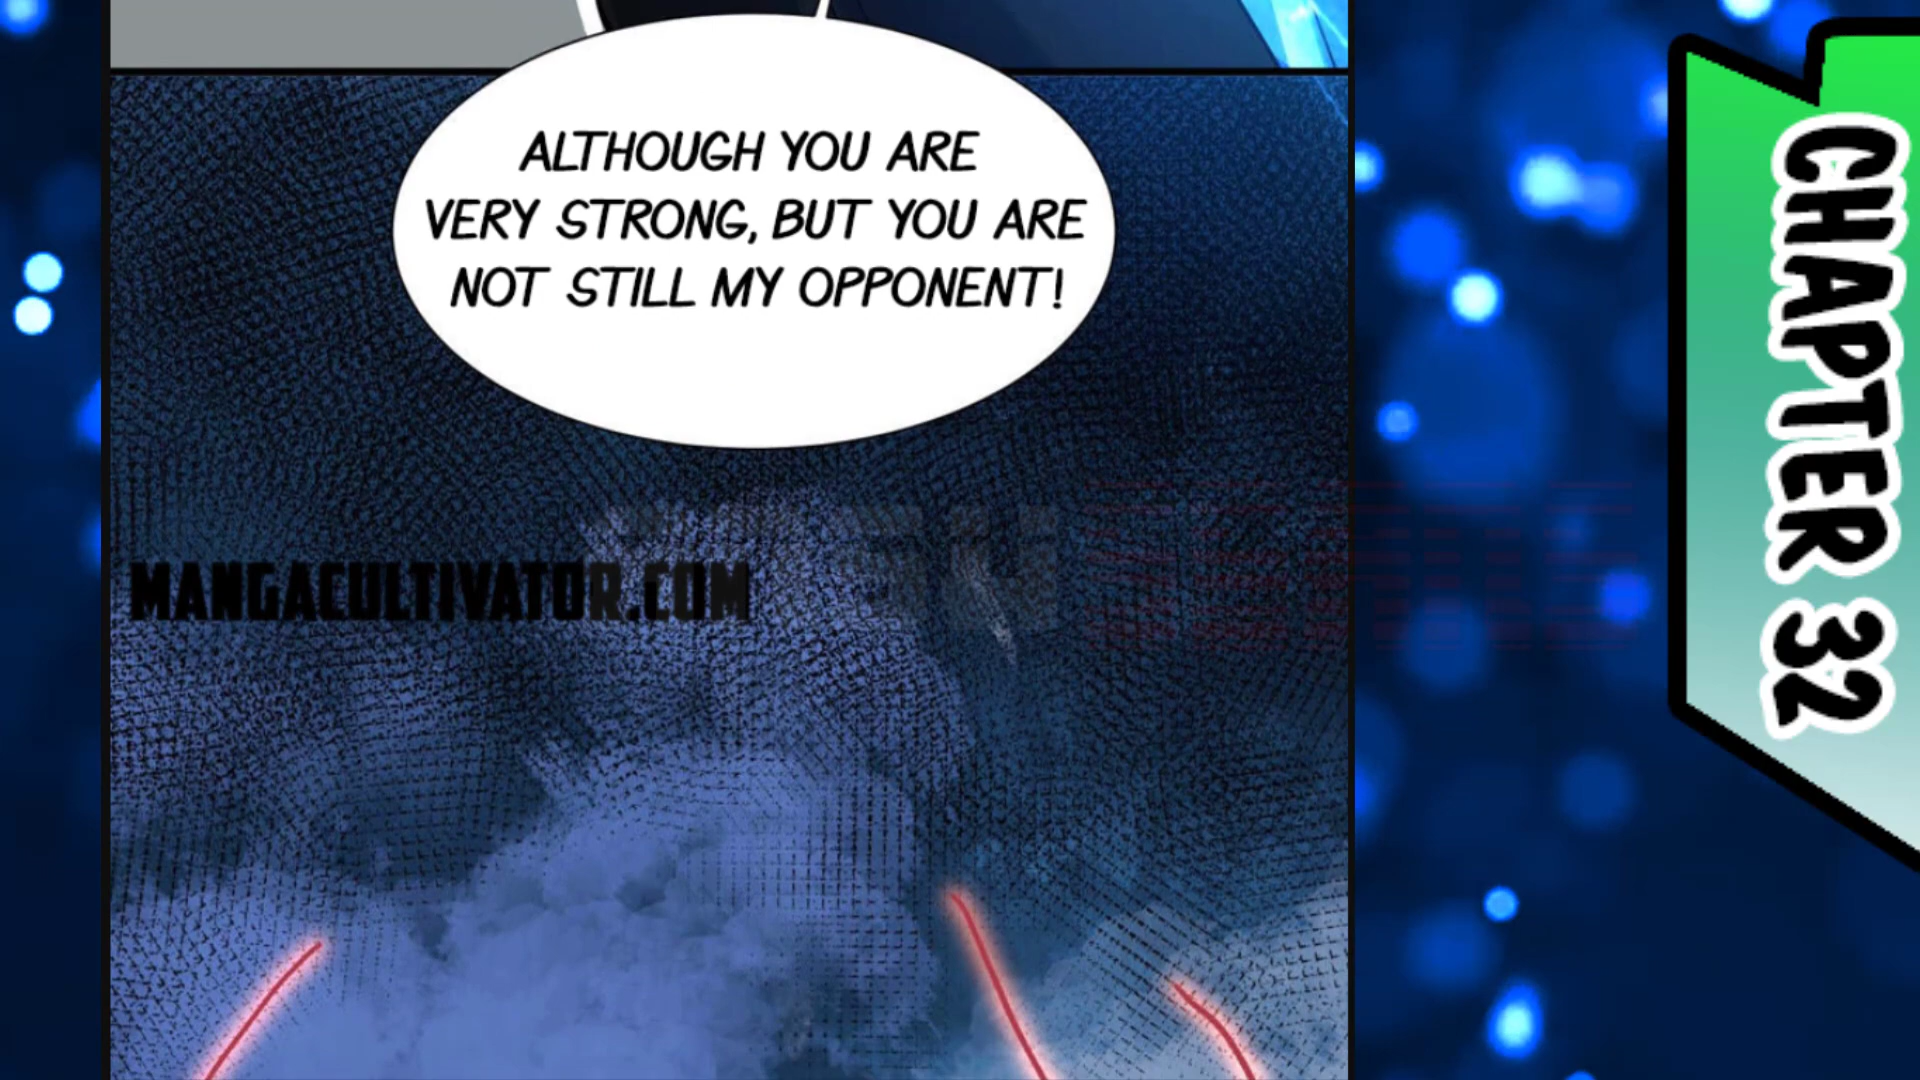 ALTHOUGH YOU ARE
VERY STRONG, BUT YOU ARE
NOT STILL MY OPPONENT!
MANGACULTIVATOR.COM
CHAPTER 32